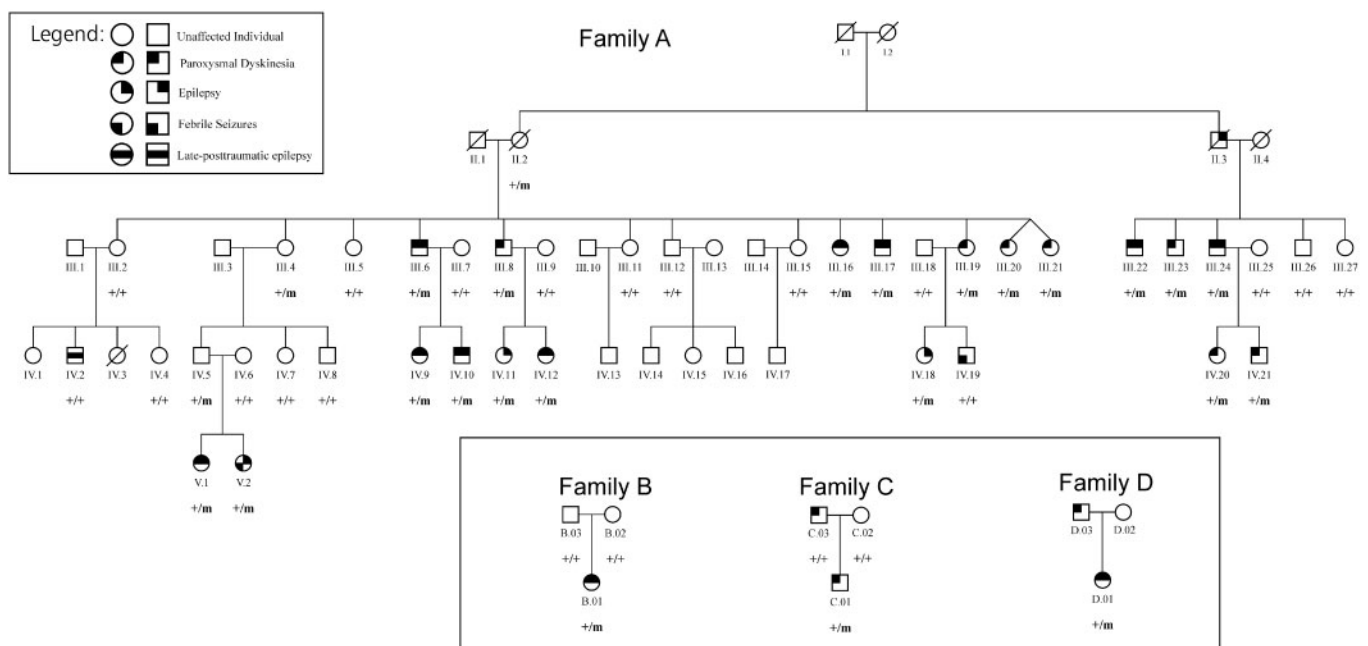 Legend:
Unaffected Individual
Paroxysmal Dyskinesia
Epilepsy
Febrile Seizures
Late-posttraumatic epilepsy
Family A
I.1 I.2
II.1 II.2 II.3 II.4
+/m
III.1 III.2 III.3 III.4 III.5 III.6 III.7 III.8 III.9 III.10 III.11 III.12 III.13 III.14 III.15 III.16 III.17 III.18 III.19 III.20 III.21 III.22 III.23 III.24 III.25 III.26 III.27
+/+ +/m +/+ +/m +/+ +/m +/+ +/+ +/+ +/+ +/m +/m +/+ +/m +/m +/m +/m +/m +/m +/+ +/+ +/+
IV.1 IV.2 IV.3 IV.4 IV.5 IV.6 IV.7 IV.8 IV.9 IV.10 IV.11 IV.12 IV.13 IV.14 IV.15 IV.16 IV.17 IV.18 IV.19 IV.20 IV.21
+/+ +/+ +/m +/+ +/+ +/+ +/m +/m +/m +/m +/m +/+ +/m +/m
V.1 V.2
+/m +/m
Family B
B.03 B.02
+/+ +/+
B.01
+/m
Family C
C.03 C.02
+/+ +/+
C.01
+/m
Family D
D.03 D.02
D.01
+/m